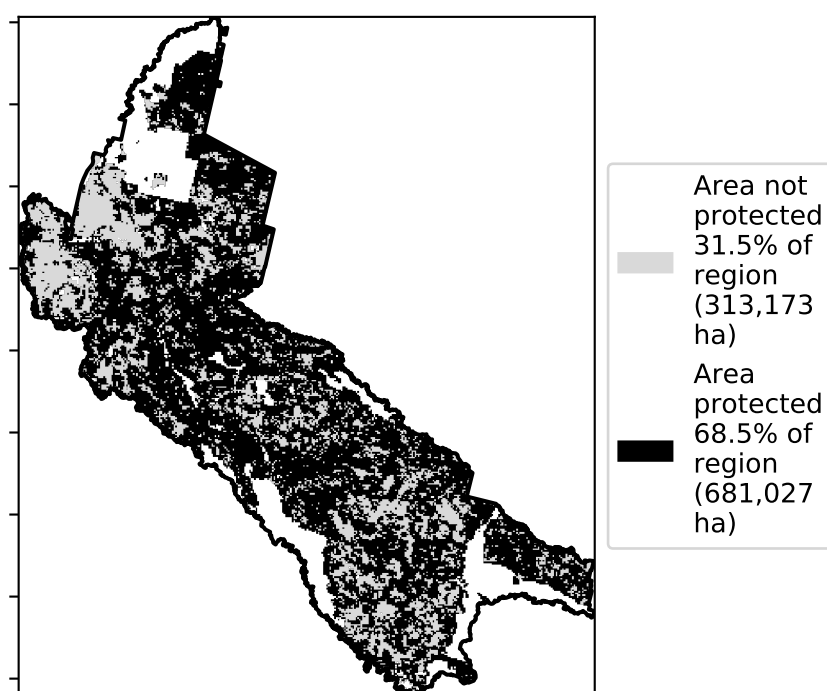 Area not
protected
31.5% of
region
(313,173
ha)
Area
protected
68.5% of
region
(681,027
ha)